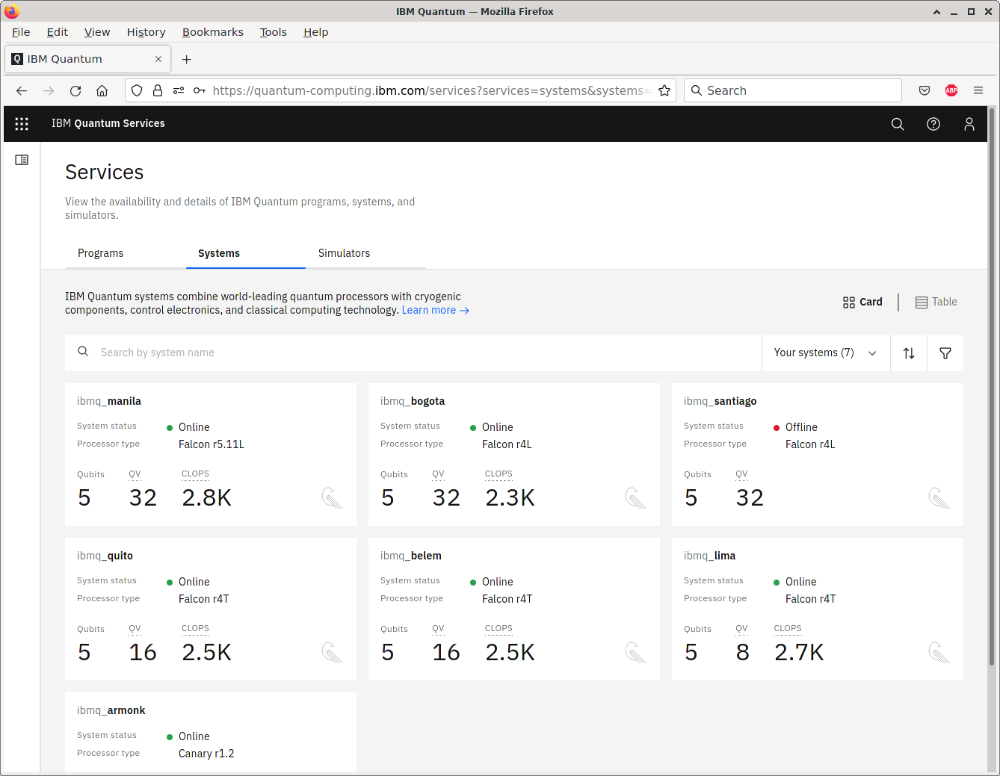 IBM Quantum — Mozilla Firefox
File Edit View History Bookmarks Tools Help
Q IBM Quantum
https://quantum-computing.ibm.com/services?services=systems&systems= Search ABP
IBM Quantum Services
Services
View the availability and details of IBM Quantum programs, systems, and
simulators.
Programs Systems Simulators
IBM Quantum systems combine world-leading quantum processors with cryogenic
components, control electronics, and classical computing technology. Learn more →
Card Table
Search by system name Your systems (7)
ibmq_manila
System status Online
Processor type Falcon r5.11L
Qubits QV CLOPS
5 32 2.8K
ibmq_bogota
System status Online
Processor type Falcon r4L
Qubits QV CLOPS
5 32 2.3K
ibmq_santiago
System status Offline
Processor type Falcon r4L
Qubits QV
5 32
ibmq_quito
System status Online
Processor type Falcon r4T
Qubits QV CLOPS
5 16 2.5K
ibmq_belem
System status Online
Processor type Falcon r4T
Qubits QV CLOPS
5 16 2.5K
ibmq_lima
System status Online
Processor type Falcon r4T
Qubits QV CLOPS
5 8 2.7K
ibmq_armonk
System status Online
Processor type Canary r1.2